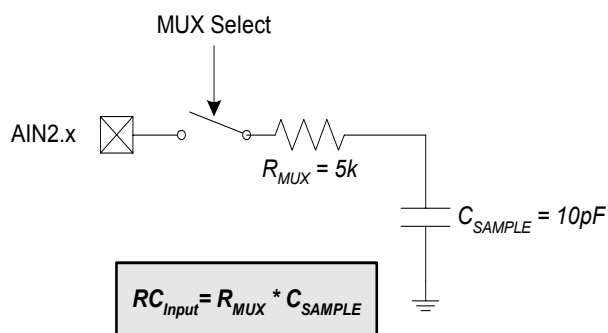 MUX Select
AIN2.x
R_MUX = 5k
C_SAMPLE = 10pF
RC_Input= R_MUX * C_SAMPLE